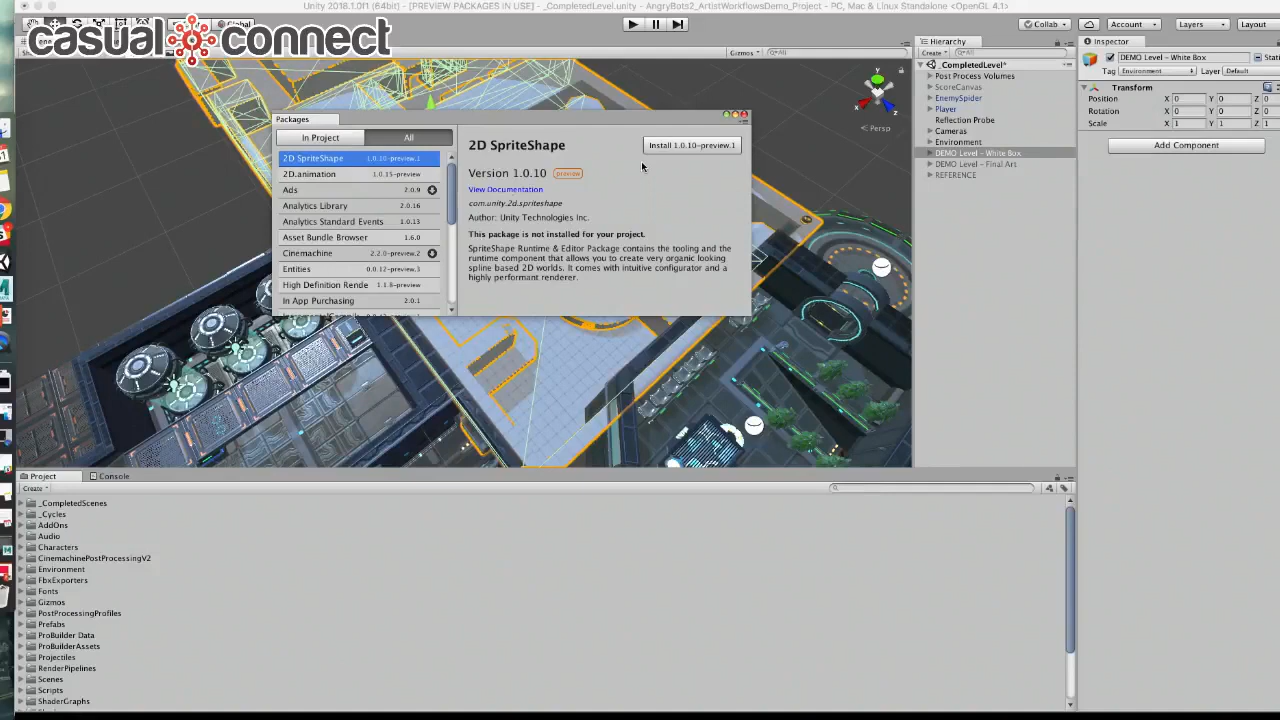 Unity 2018.1.0f1 (64bit) - [PREVIEW PACKAGES IN USE] - _CompletedLevel.unity - AngryBots2_ArtistWorkflowsDemo_Project - PC, Mac & Linux Standalone <OpenGL 4.1>
casual connect
Global
Collab
Account
Layers
Layout
Gizmos
All
Persp
y
x
z
Packages
In Project
All
2D SpriteShape 1.0.10-preview.1
2D.animation 1.0.15-preview.1
Ads 2.0.9
Analytics Library 2.0.16
Analytics Standard Events 1.0.13
Asset Bundle Browser 1.6.0
Cinemachine 2.2.0-preview.2
Entities 0.0.12-preview.3
High Definition Rende 1.1.8-preview
In App Purchasing 2.0.1
2D SpriteShape
Install 1.0.10-preview.1
Version 1.0.10 preview
View Documentation
com.unity.2d.spriteshape
Author: Unity Technologies Inc.
This package is not installed for your project.
SpriteShape Runtime & Editor Package contains the tooling and the
runtime component that allows you to create very organic looking
spline based 2D worlds. It comes with intuitive configurator and a
highly performant renderer.
Hierarchy
Create
All
_CompletedLevel*
Post Process Volumes
ScoreCanvas
EnemySpider
Player
Reflection Probe
Cameras
Environment
DEMO Level - White Box
DEMO Level - Final Art
REFERENCE
Inspector
DEMO Level - White Box
Stati
Tag Environment Layer Default
Transform
Position X 0 Y 0 Z 0
Rotation X 0 Y 0 Z 0
Scale X 1 Y 1 Z 1
Add Component
Project
Console
Create
_CompletedScenes
_Cycles
AddOns
Audio
Characters
CinemachinePostProcessingV2
Environment
FbxExporters
Fonts
Gizmos
PostProcessingProfiles
Prefabs
ProBuilder Data
ProBuilderAssets
Projectiles
RenderPipelines
Scenes
Scripts
ShaderGraphs